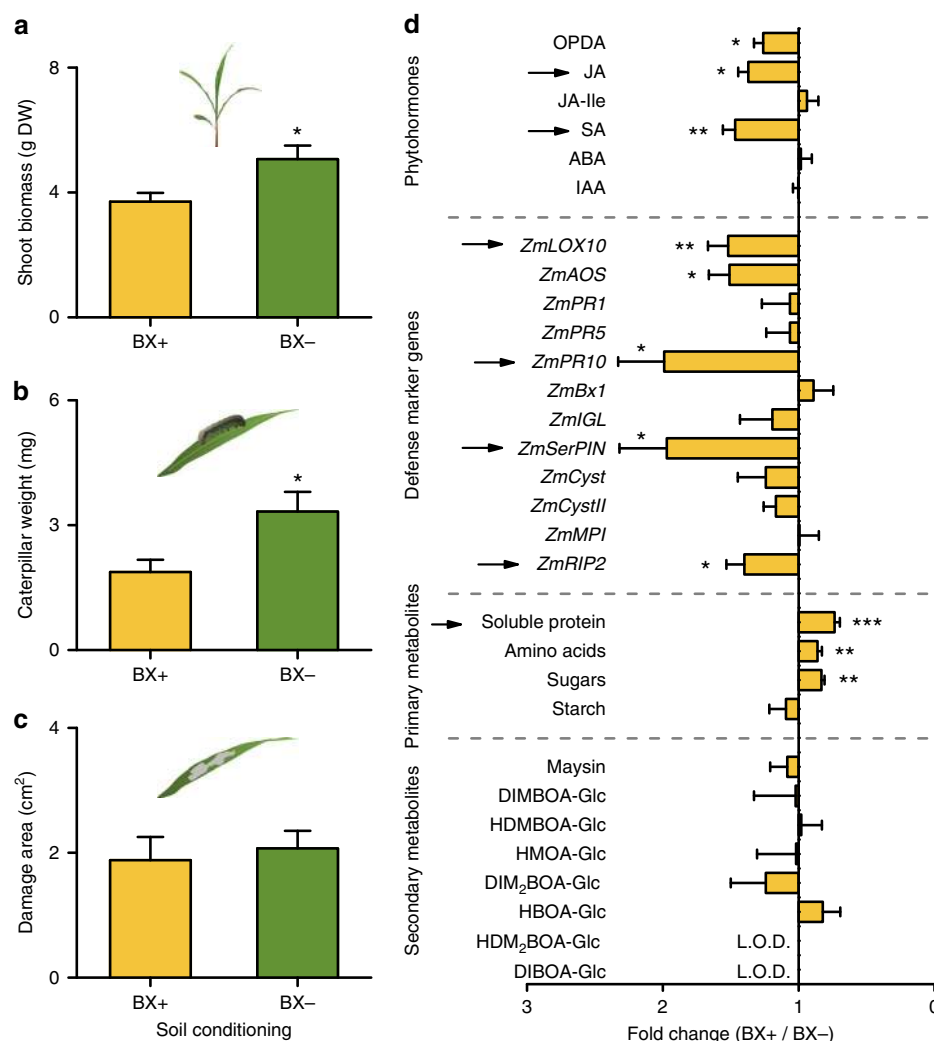 a
Shoot biomass (g DW)
8
4
0
*
BX+
BX–
b
Caterpillar weight (mg)
6
3
0
*
BX+
BX–
c
Damage area (cm²)
4
2
0
BX+
BX–
Soil conditioning
d
Phytohormones
OPDA *
JA *
JA-Ile
SA **
ABA
IAA
Defense marker genes
ZmLOX10 **
ZmAOS *
ZmPR1
ZmPR5
ZmPR10 *
ZmBx1
ZmIGL
ZmSerPIN *
ZmCyst
ZmCystII
ZmMPI
ZmRIP2 *
Primary metabolites
Soluble protein ***
Amino acids **
Sugars **
Starch
Secondary metabolites
Maysin
DIMBOA-Glc
HDMBOA-Glc
HMOA-Glc
DIM₂BOA-Glc
HBOA-Glc
HDM₂BOA-Glc L.O.D.
DIBOA-Glc L.O.D.
3 2 1 0
Fold change (BX+ / BX–)